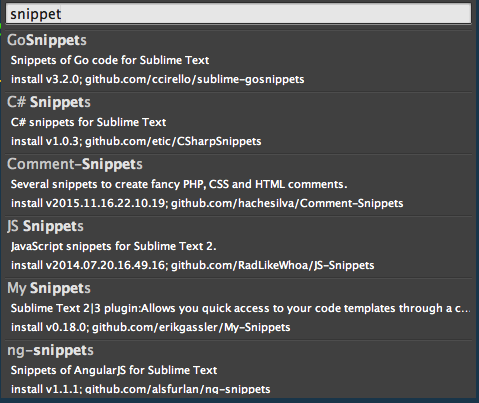 snippet
GoSnippets
Snippets of Go code for Sublime Text
install v3.2.0; github.com/ccirello/sublime-gosnippets
C# Snippets
C# snippets for Sublime Text
install v1.0.3; github.com/etic/CSharpSnippets
Comment-Snippets
Several snippets to create fancy PHP, CSS and HTML comments.
install v2015.11.16.22.10.19; github.com/hachesilva/Comment-Snippets
JS Snippets
JavaScript snippets for Sublime Text 2.
install v2014.07.20.16.49.16; github.com/RadLikeWhoa/JS-Snippets
My Snippets
Sublime Text 2|3 plugin:Allows you quick access to your code templates through a c...
install v0.18.0; github.com/erikgassler/My-Snippets
ng-snippets
Snippets of AngularJS for Sublime Text
install v1.1.1; github.com/alsfurlan/ng-snippets